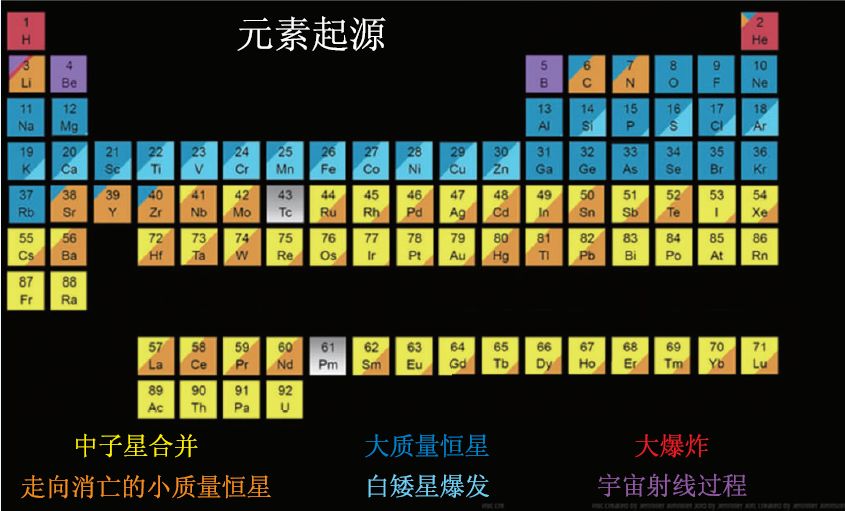 元素起源
1 2
H He
3 4 5 6 7 8 9 10
Li Be B C N O F Ne
11 12 13 14 15 16 17 18
Na Mg Al Si P S Cl Ar
19 20 21 22 23 24 25 26 27 28 29 30 31 32 33 34 35 36
K Ca Sc Ti V Cr Mn Fe Co Ni Cu Zn Ga Ge As Se Br Kr
37 38 39 40 41 42 43 44 45 46 47 48 49 50 51 52 53 54
Rb Sr Y Zr Nb Mo Tc Ru Rh Pd Ag Cd In Sn Sb Te I Xe
55 56 72 73 74 75 76 77 78 79 80 81 82 83 84 85 86
Cs Ba Hf Ta W Re Os Ir Pt Au Hg Tl Pb Bi Po At Rn
87 88
Fr Ra
57 58 59 60 61 62 63 64 65 66 67 68 69 70 71
La Ce Pr Nd Pm Sm Eu Gd Tb Dy Ho Er Tm Yb Lu
89 90 91 92
Ac Th Pa U
中子星合并 大质量恒星 大爆炸
走向消亡的小质量恒星 白矮星爆发 宇宙射线过程